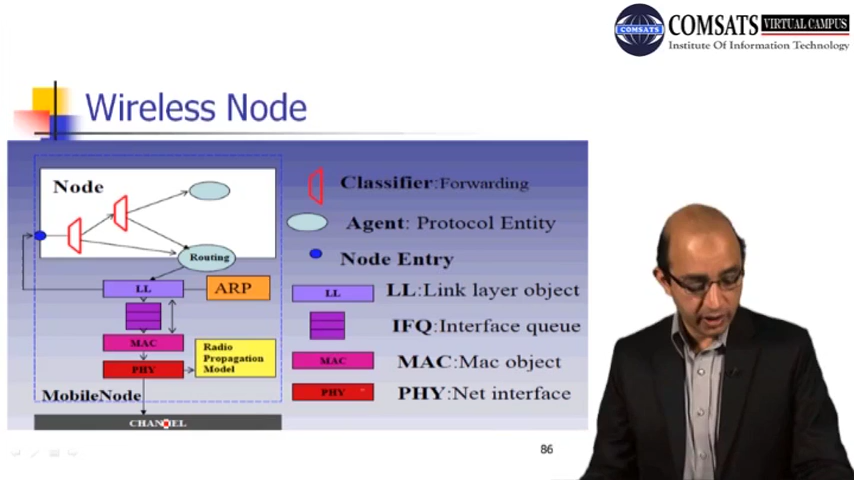 COMSATS VIRTUAL CAMPUS
COMSATS
Institute Of Information Technology
Wireless Node
Node
Classifier:Forwarding
Agent: Protocol Entity
Routing
Node Entry
LL
ARP
LL
LL:Link layer object
IFQ:Interface queue
MAC
Radio
Propagation
Model
MAC
MAC:Mac object
PHY
PHY
PHY:Net interface
MobileNode
CHANNEL
86